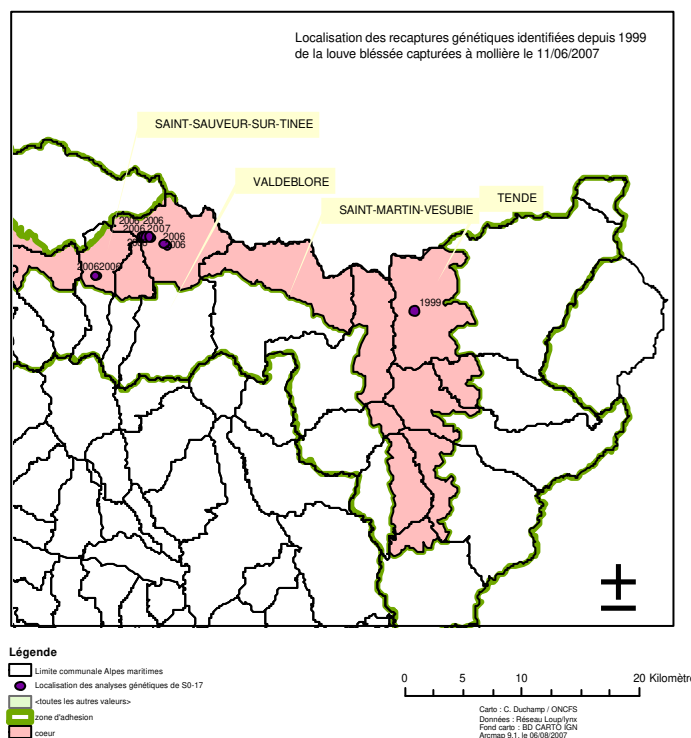 Localisation des recaptures génétiques identifiées depuis 1999
de la louve bléssée capturées à mollière le 11/06/2007
SAINT-SAUVEUR-SUR-TINEE
VALDEBLORE
SAINT-MARTIN-VESUBIE
TENDE
2006 2006
2006 2007
2006
2006
20062006
1999
Légende
Limite communale Alpes maritimes
Localisation des analyses génétiques de S0-17
<toutes les autres valeurs>
zone d'adhesion
coeur
0 5 10 20 Kilomètre
Carto : C. Duchamp / ONCFS
Données : Réseau Loup/lynx
Fond carto : BD CARTO IGN
Arcmap 9.1, le 06/08/2007